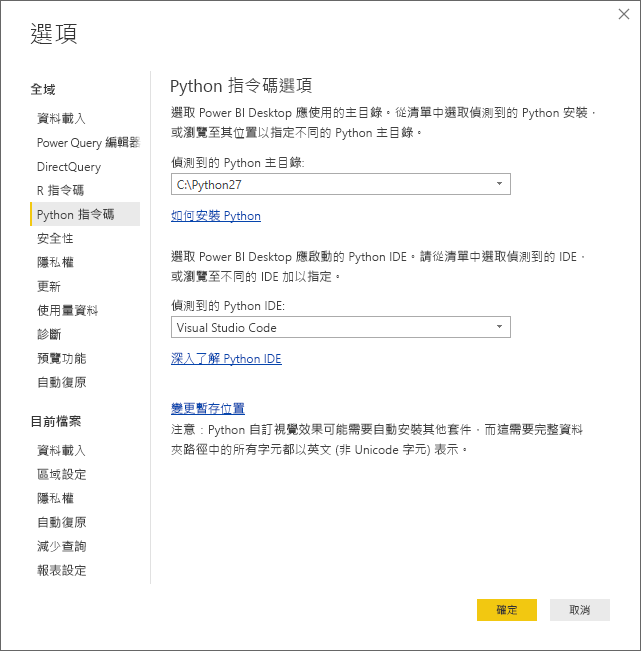 選項
全域
資料載入
Power Query 編輯器
DirectQuery
R 指令碼
Python 指令碼
安全性
隱私權
更新
使用量資料
診斷
預覽功能
自動復原
目前檔案
資料載入
區域設定
隱私權
自動復原
減少查詢
報表設定
Python 指令碼選項
選取 Power BI Desktop 應使用的主目錄。從清單中選取偵測到的 Python 安裝，
或瀏覽至其位置以指定不同的 Python 主目錄。
偵測到的 Python 主目錄:
C:\Python27
如何安裝 Python
選取 Power BI Desktop 應啟動的 Python IDE。請從清單中選取偵測到的 IDE，
或瀏覽至不同的 IDE 加以指定。
偵測到的 Python IDE:
Visual Studio Code
深入了解 Python IDE
變更暫存位置
注意：Python 自訂視覺效果可能需要自動安裝其他套件，而這需要完整資料
夾路徑中的所有字元都以英文 (非 Unicode 字元) 表示。
確定
取消